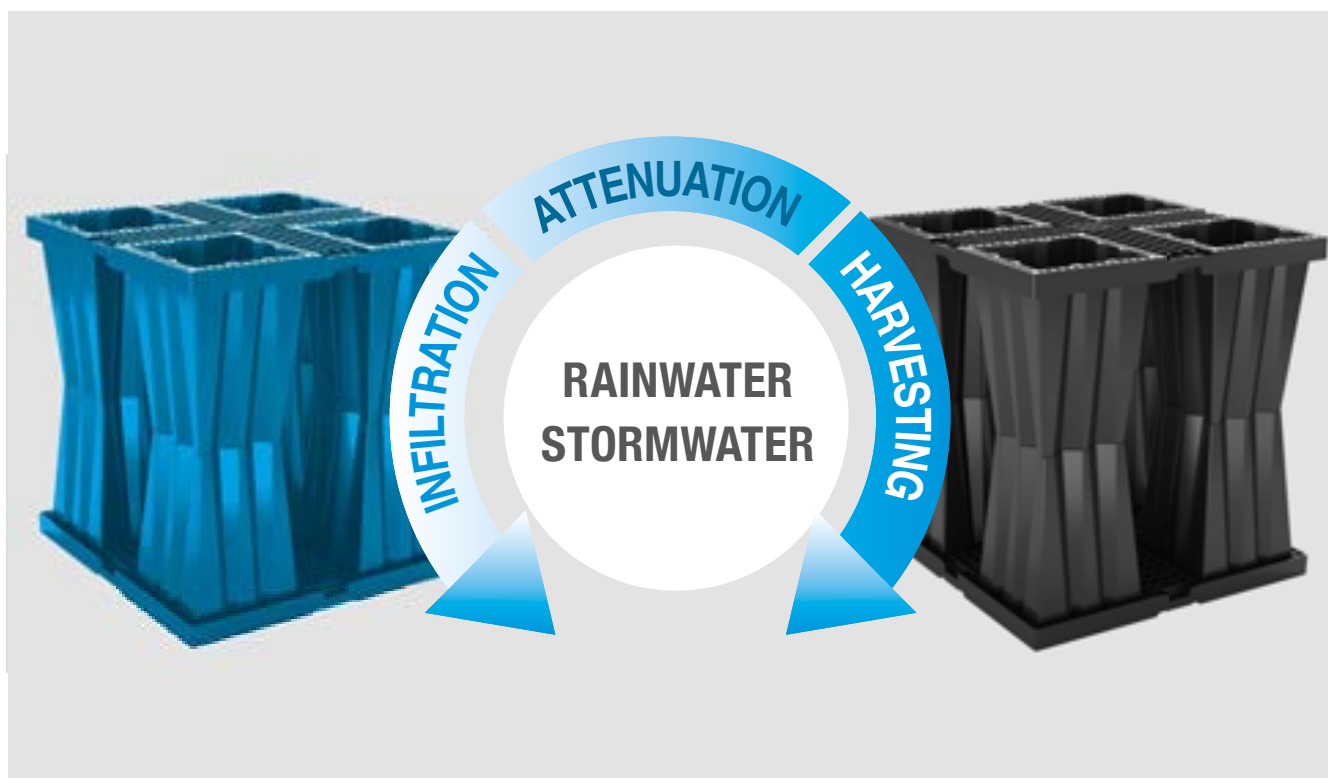 INFILTRATION
ATTENUATION
HARVESTING
RAINWATER
STORMWATER